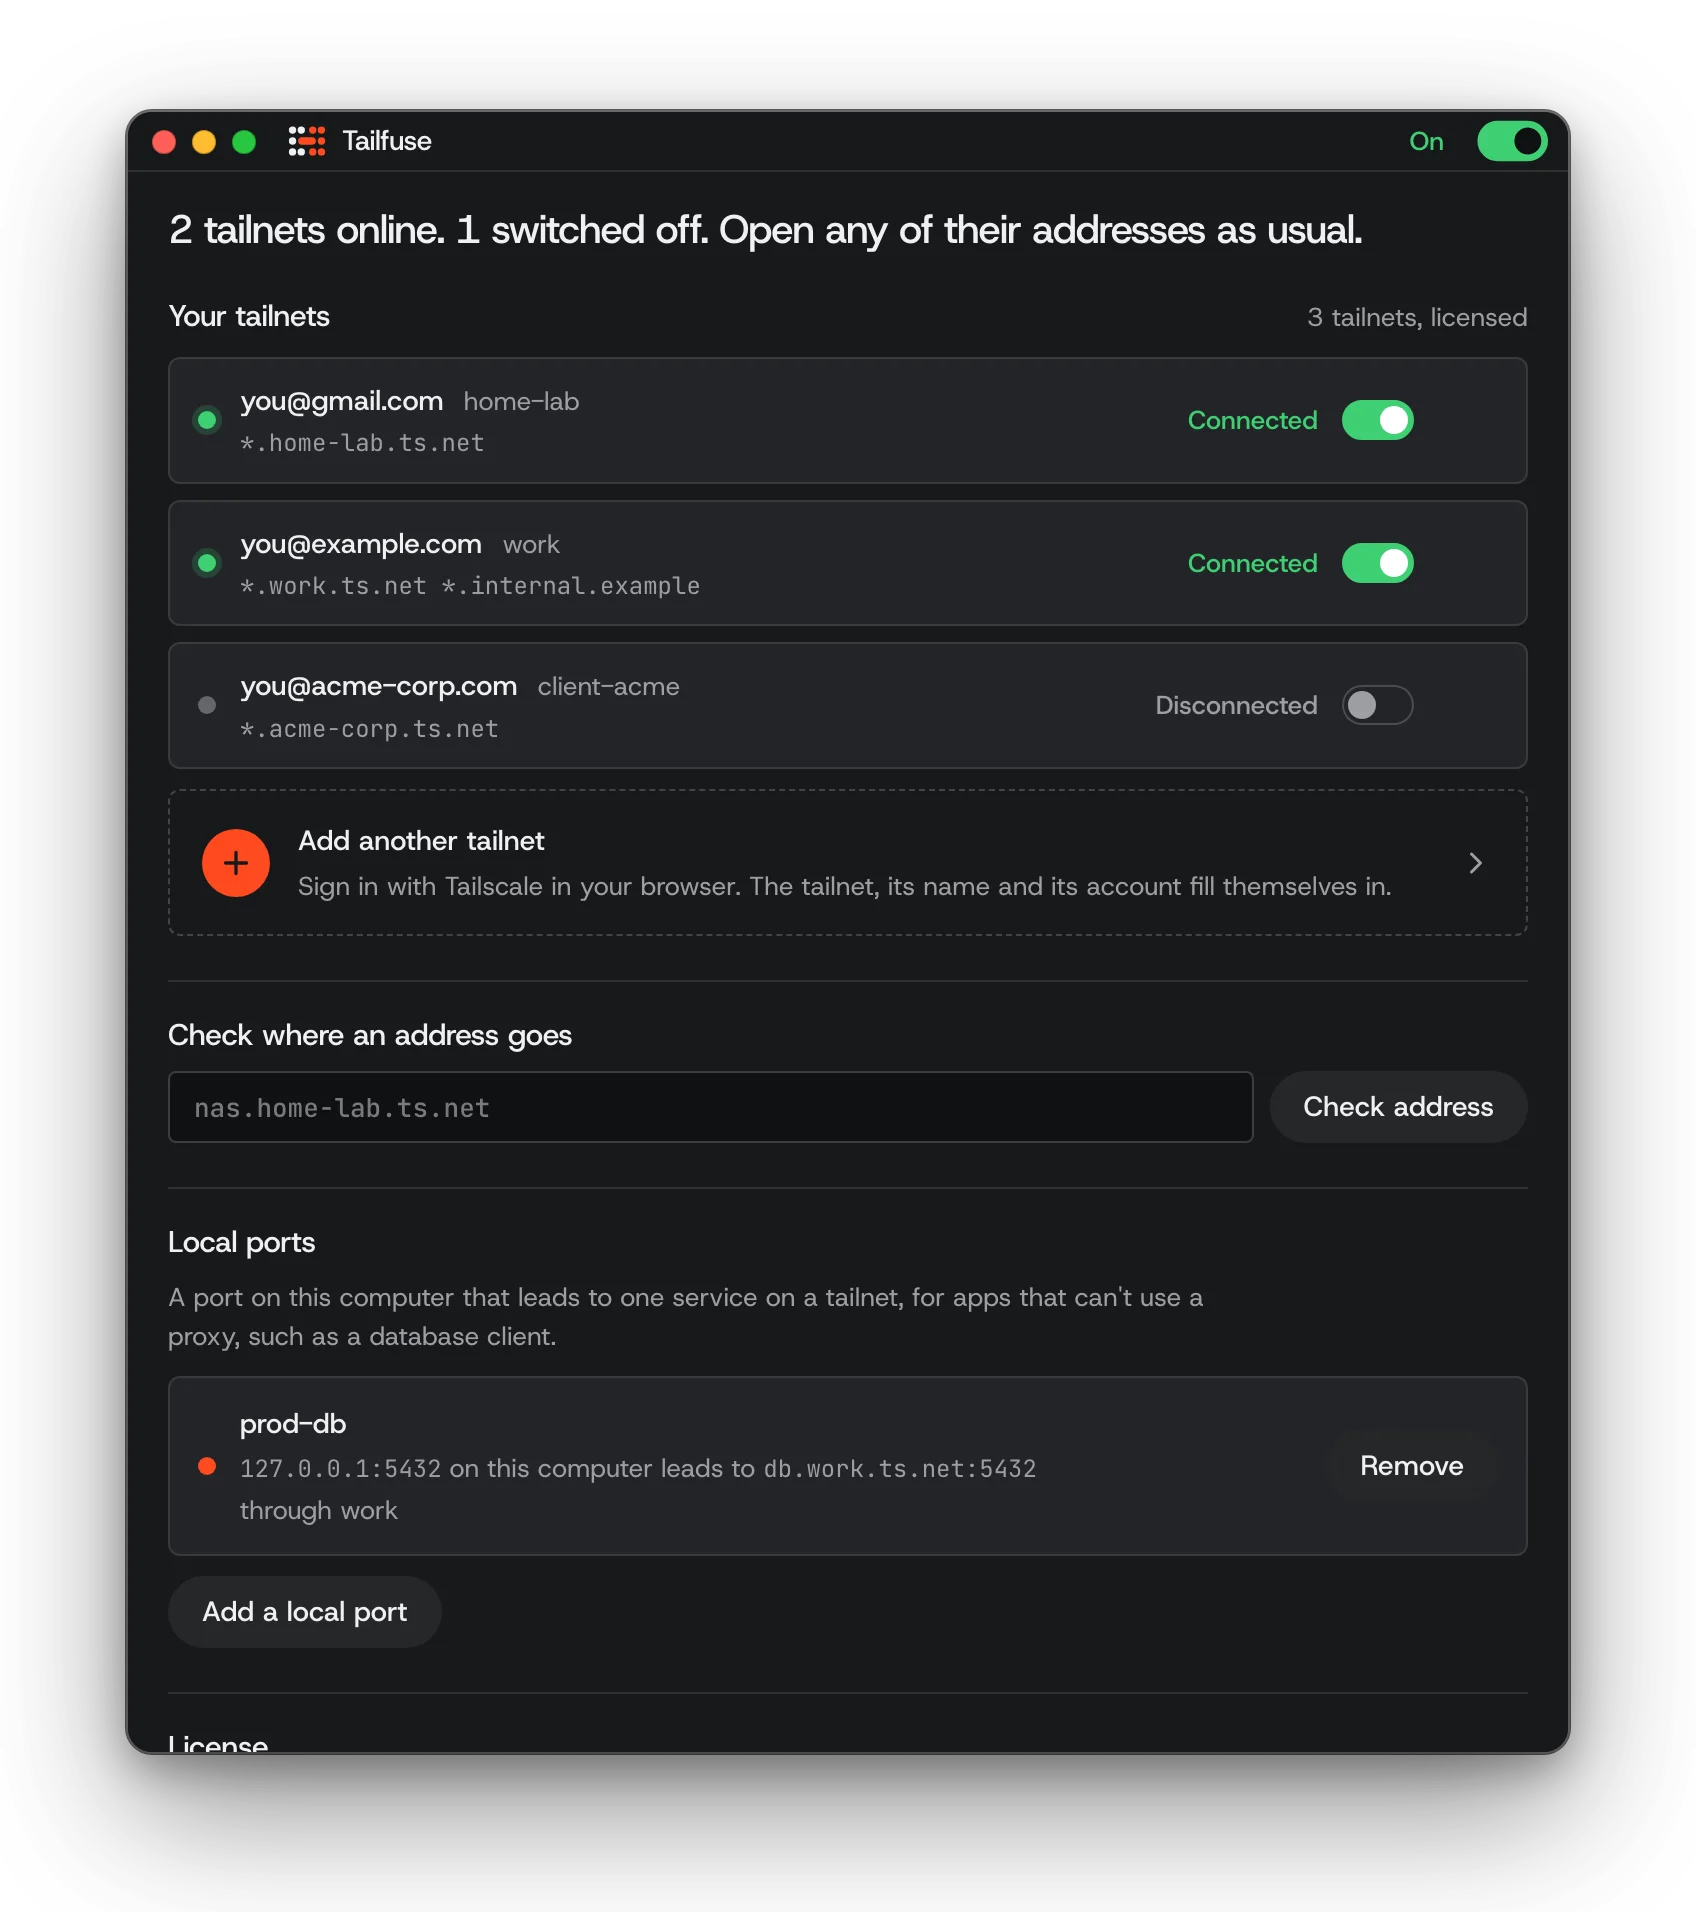 Tailfuse
On
2 tailnets online. 1 switched off. Open any of their addresses as usual.
Your tailnets
3 tailnets, licensed
you@gmail.com home-lab
*.home-lab.ts.net
Connected
you@example.com work
*.work.ts.net *.internal.example
Connected
you@acme-corp.com client-acme
*.acme-corp.ts.net
Disconnected
Add another tailnet
Sign in with Tailscale in your browser. The tailnet, its name and its account fill themselves in.
Check where an address goes
nas.home-lab.ts.net
Check address
Local ports
A port on this computer that leads to one service on a tailnet, for apps that can't use a
proxy, such as a database client.
prod-db
127.0.0.1:5432 on this computer leads to db.work.ts.net:5432
through work
Remove
Add a local port
License